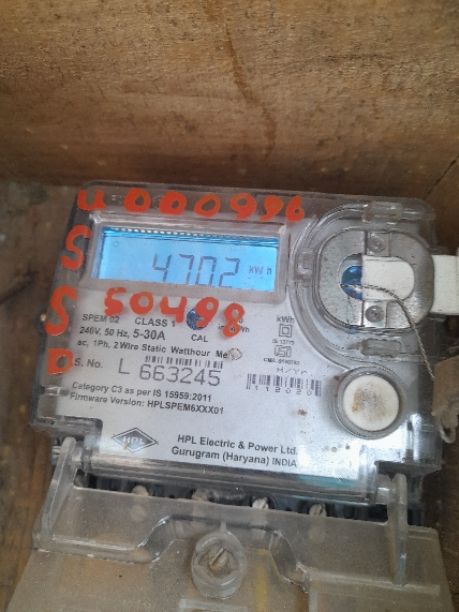 U000996
S
4702 kWh
S 50498
SPEM 02 CLASS 1
240V, 50 Hz, 5-30A CAL
kWh
ac, 1Ph, 2 Wire Static Watthour
S. No. L 663245
Category C3 as per IS 15959:2011
Firmware Version: HPLSPEM6XXX01
HPL
HPL Electric & Power Ltd.
Gurugram (Haryana) INDIA